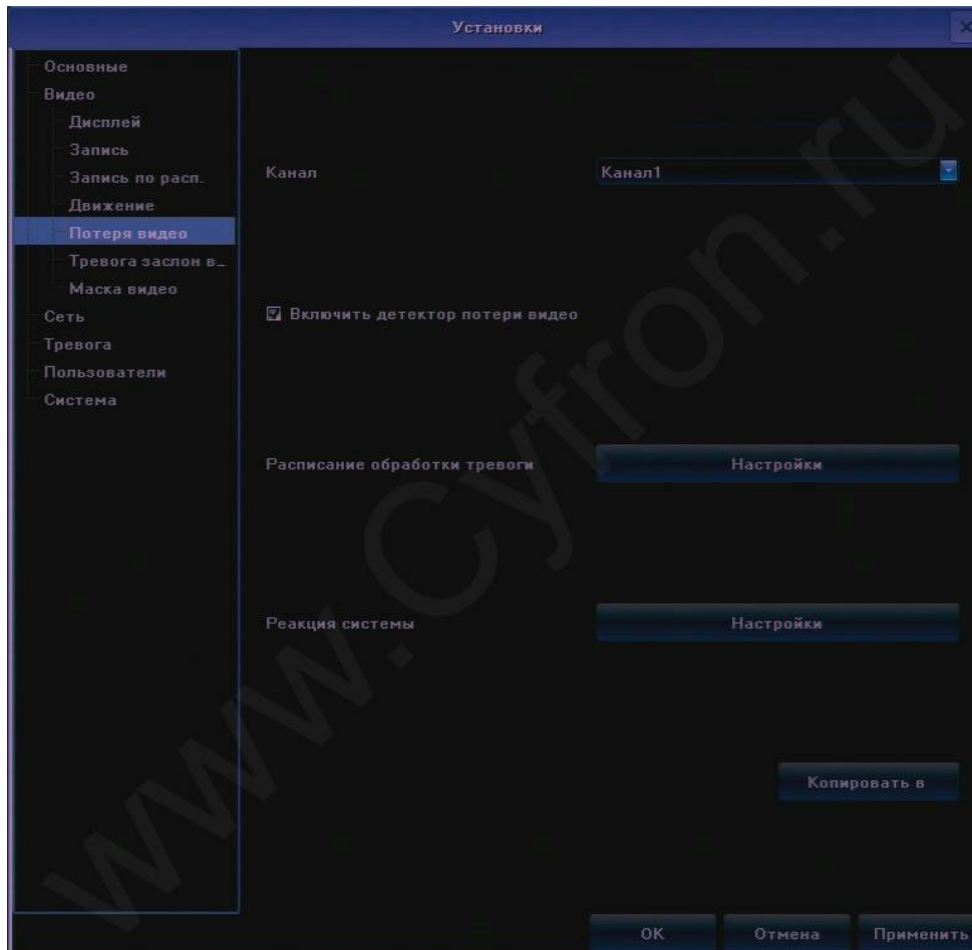 Установки
Основные
Видео
Дисплей
Запись
Запись по расп.
Движение
Потеря видео
Тревога заслон в_
Маска видео
Сеть
Тревога
Пользователи
Система
Канал
Канал1
Включить детектор потери видео
Расписание обработки тревоги
Настройки
Реакция системы
Настройки
Копировать в
OK
Отмена
Применить
www.Cyfron.ru